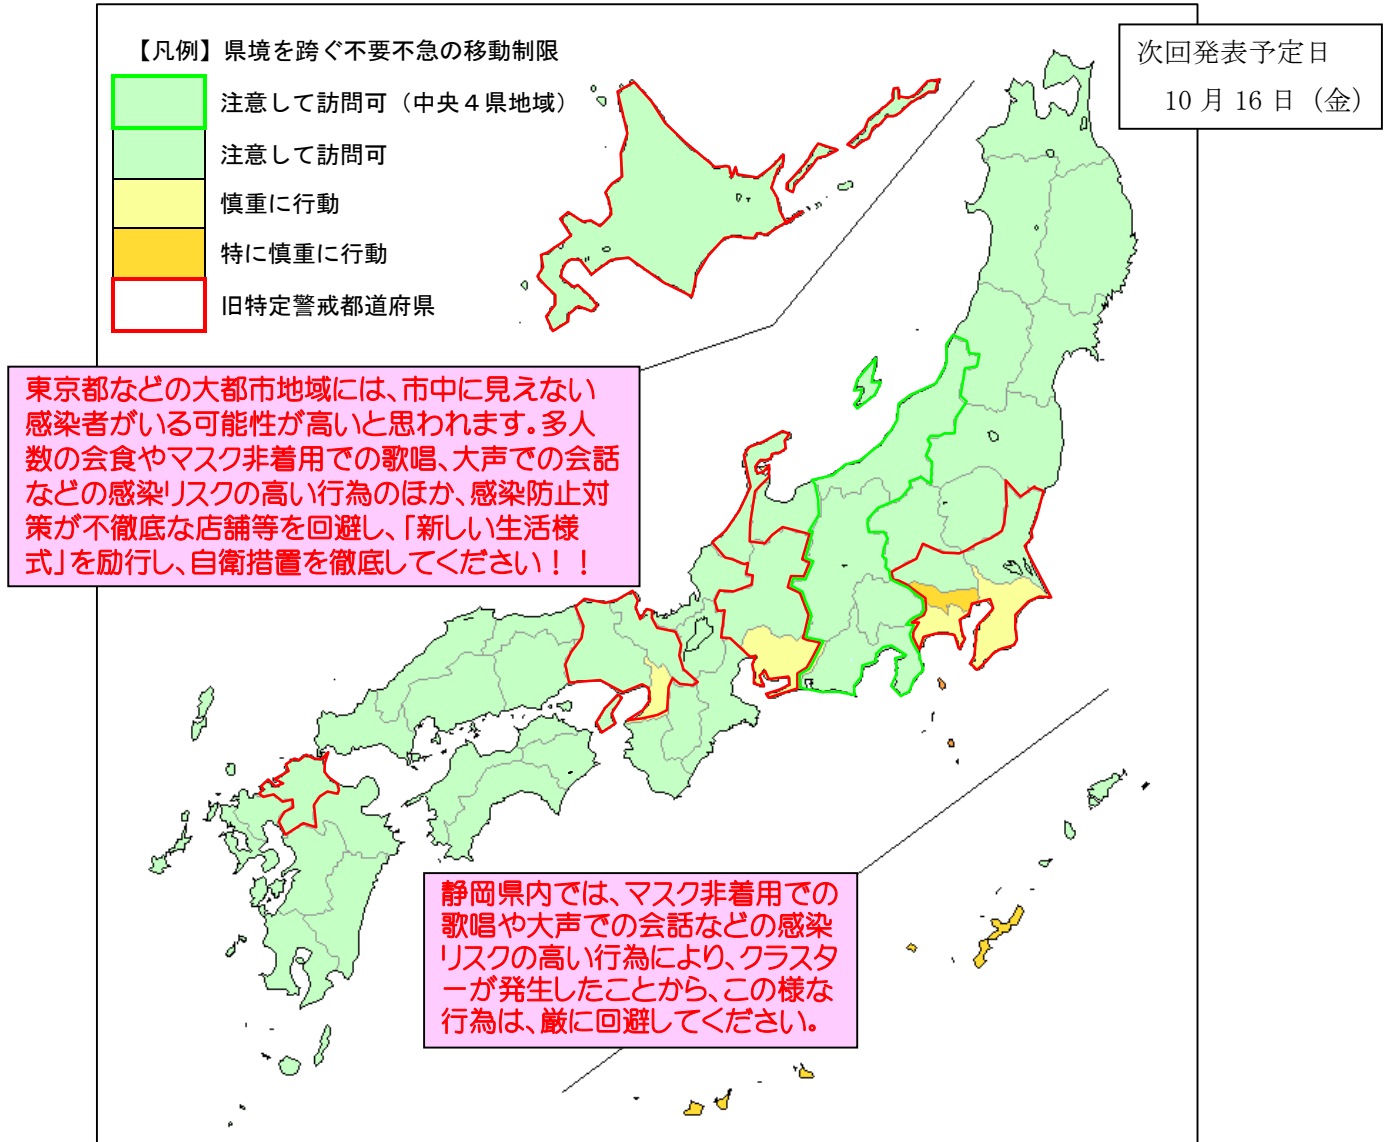 【凡例】県境を跨ぐ不要不急の移動制限
注意して訪問可（中央４県地域）
注意して訪問可
慎重に行動
特に慎重に行動
旧特定警戒都道府県
次回発表予定日
10 月 16 日（金）
東京都などの大都市地域には、市中に見えない
感染者がいる可能性が高いと思われます。多人
数の会食やマスク非着用での歌唱、大声での会話
などの感染リスクの高い行為のほか、感染防止対
策が不徹底な店舗等を回避し、「新しい生活様
式」を励行し、自衛措置を徹底してください！！
静岡県内では、マスク非着用での
歌唱や大声での会話などの感染
リスクの高い行為により、クラスタ
ーが発生したことから、この様な
行為は、厳に回避してください。